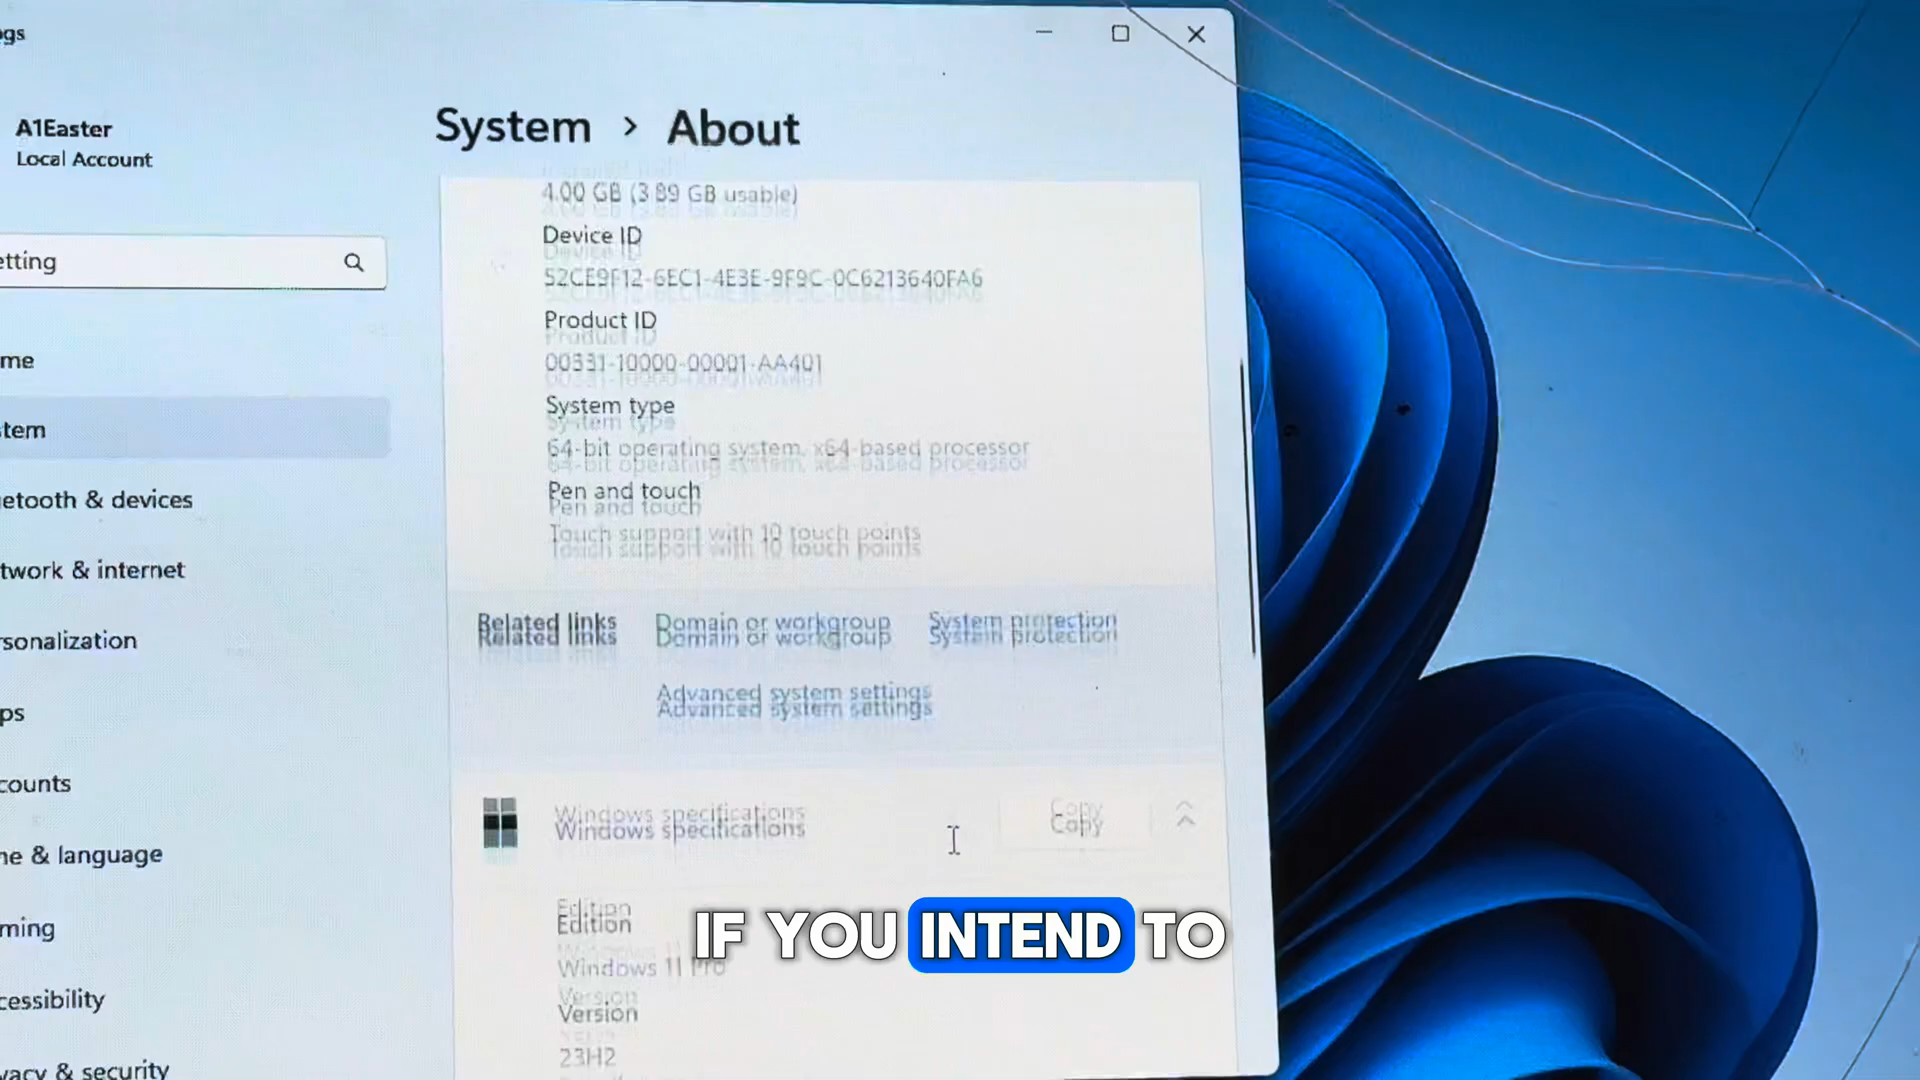 gs
A1Easter
Local Account
etting
me
tem
etooth & devices
twork & internet
rsonalization
ps
counts
ne & language
ming
cessibility
vacy & security
System > About
4.00 GB (3.89 GB usable)
Device ID
52CE9F12-6EC1-4E3E-9F9C-0C6213640FA6
Product ID
00331-10000-00001-AA401
System type
64-bit operating system, x64-based processor
Pen and touch
Touch support with 10 touch points
Related links Domain or workgroup System protection
Advanced system settings
Windows specifications Copy
Edition
Windows 11 Pro
Version
23H2
IF YOU INTEND TO